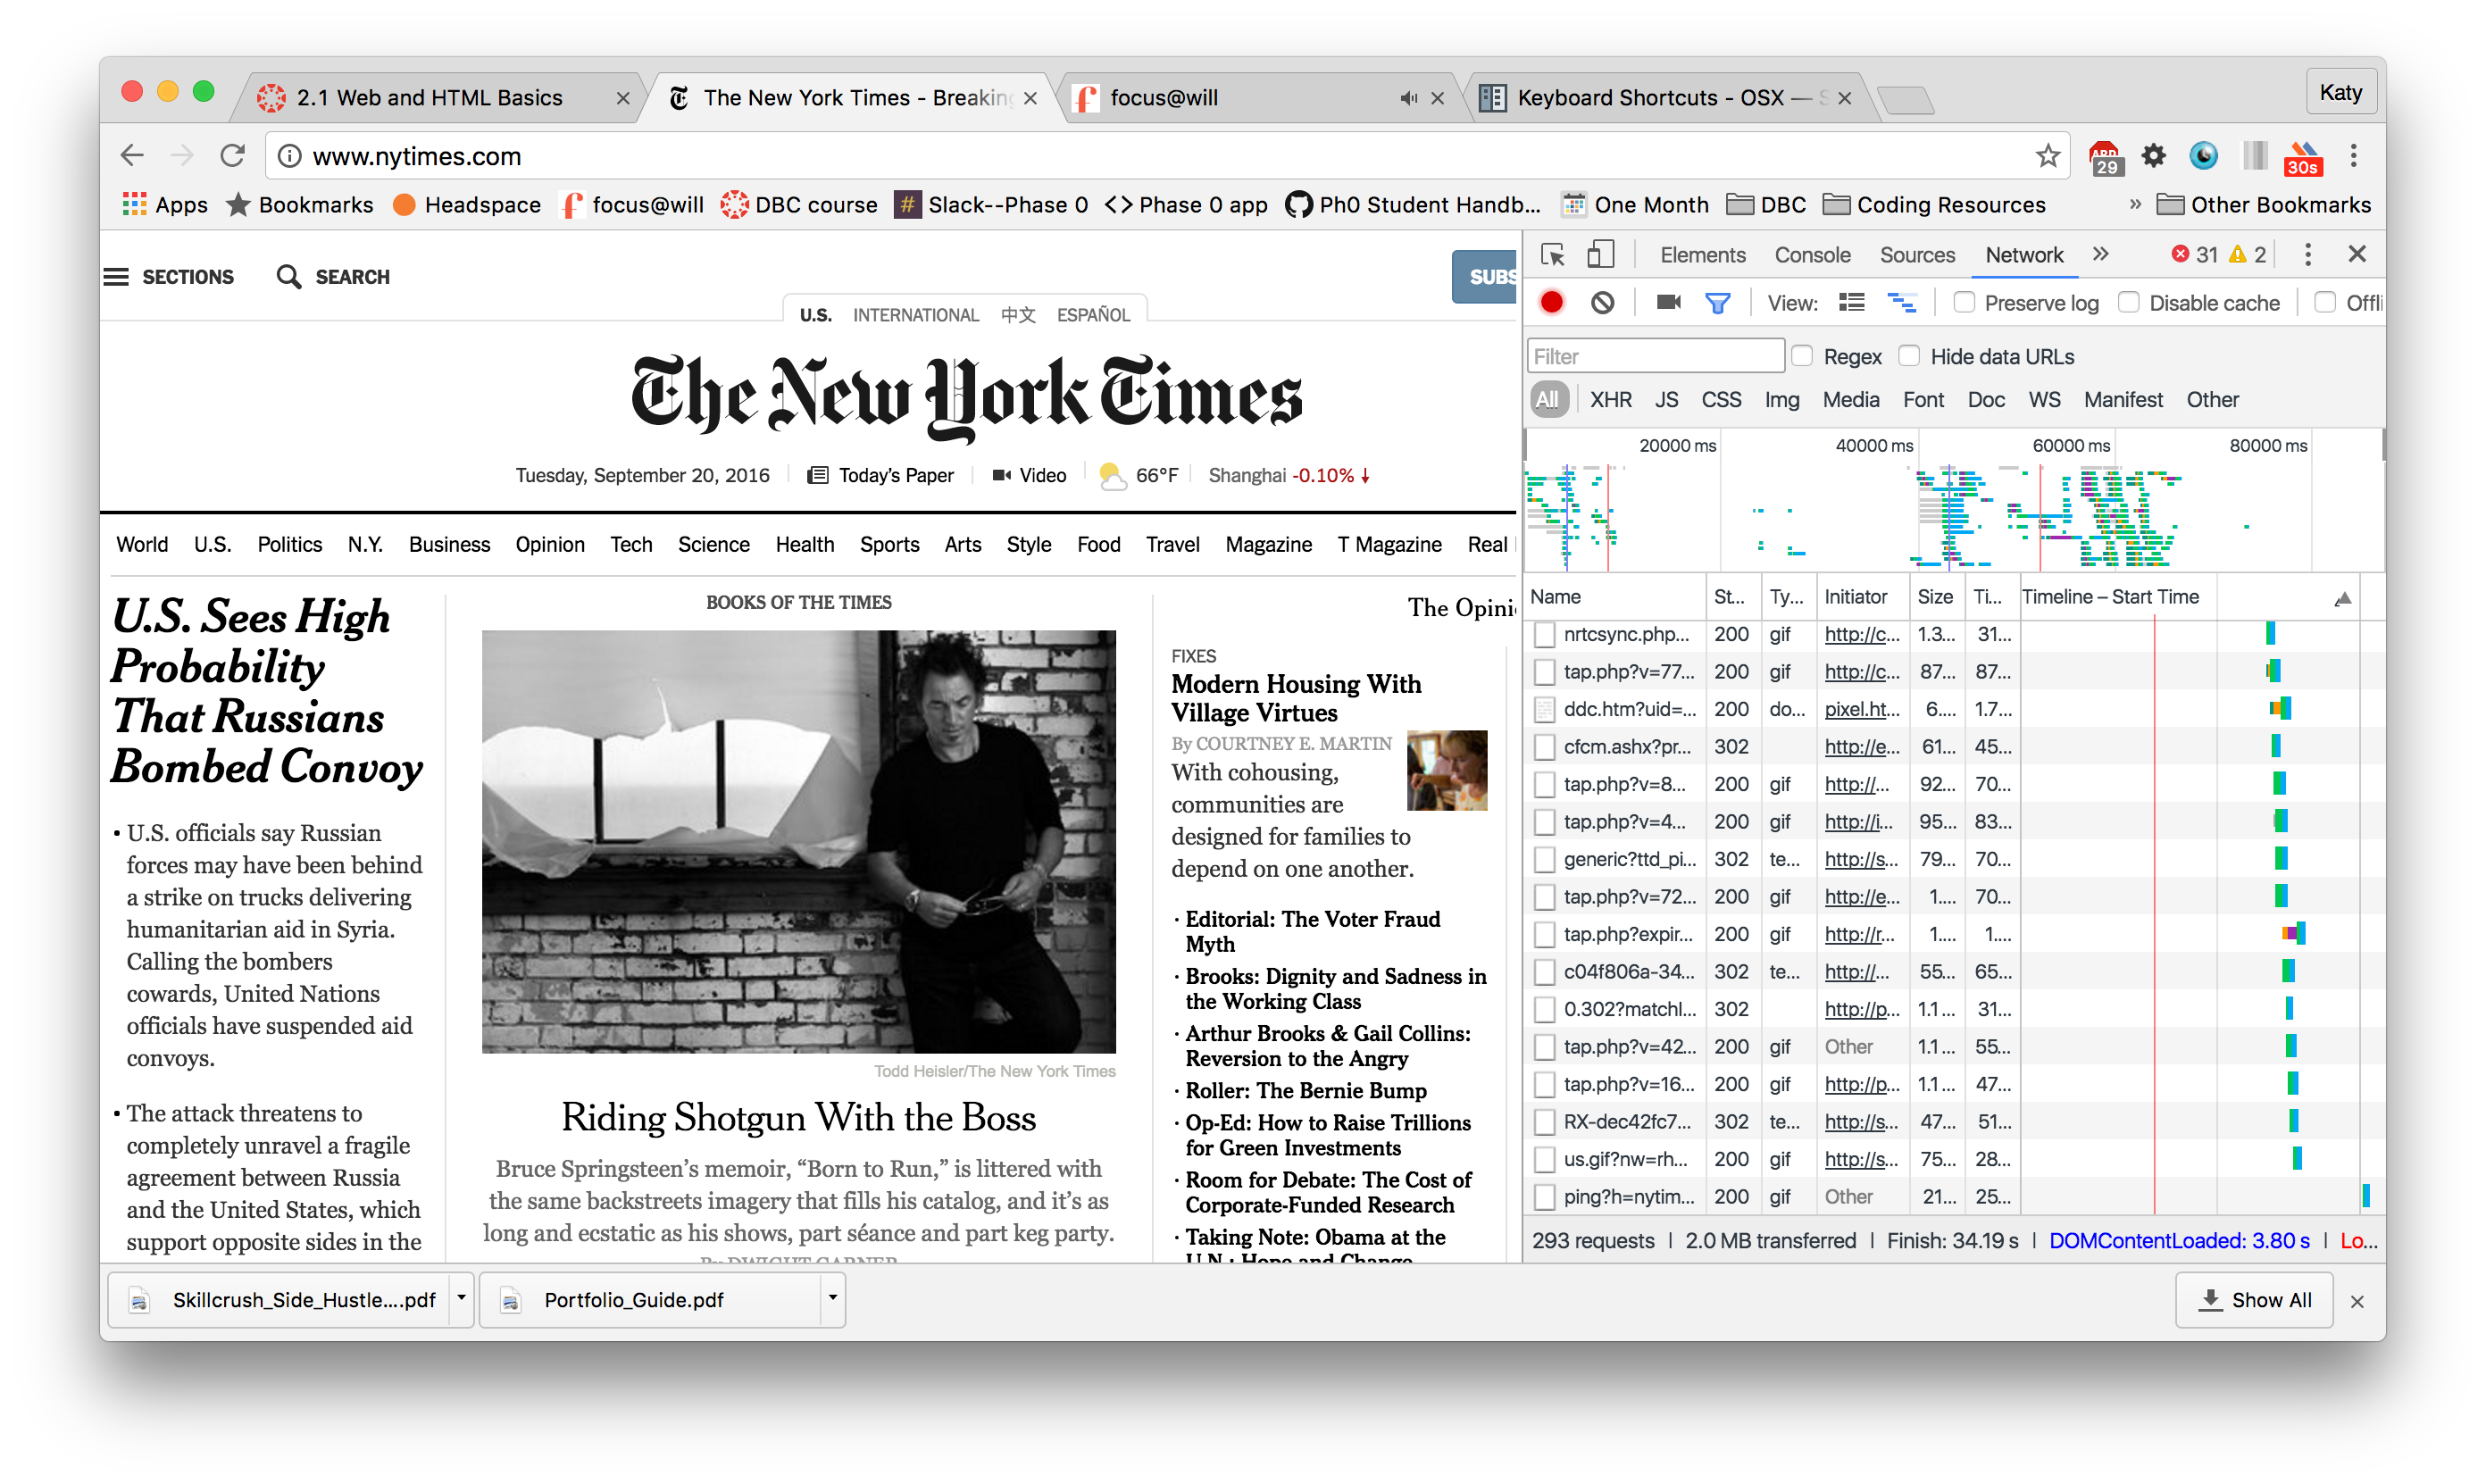 2.1 Web and HTML Basics
The New York Times - Breaking
focus@will
Keyboard Shortcuts - OSX — S
Katy
www.nytimes.com
ABP
29
30s
Apps
Bookmarks
Headspace
focus@will
DBC course
Slack--Phase 0
Phase 0 app
Ph0 Student Handb...
One Month
DBC
Coding Resources
»
Other Bookmarks
SECTIONS
SEARCH
SUBS
U.S.
INTERNATIONAL
中文
ESPAÑOL
The New York Times
Tuesday, September 20, 2016
Today's Paper
Video
66°F
Shanghai -0.10% ↓
World U.S. Politics N.Y. Business Opinion Tech Science Health Sports Arts Style Food Travel Magazine T Magazine Real
U.S. Sees High
Probability
That Russians
Bombed Convoy
• U.S. officials say Russian
forces may have been behind
a strike on trucks delivering
humanitarian aid in Syria.
Calling the bombers
cowards, United Nations
officials have suspended aid
convoys.
• The attack threatens to
completely unravel a fragile
agreement between Russia
and the United States, which
support opposite sides in the
BOOKS OF THE TIMES
Todd Heisler/The New York Times
Riding Shotgun With the Boss
Bruce Springsteen's memoir, “Born to Run,” is littered with
the same backstreets imagery that fills his catalog, and it's as
long and ecstatic as his shows, part séance and part keg party.
By DWIGHT GARNER
The Opini
FIXES
Modern Housing With
Village Virtues
By COURTNEY E. MARTIN
With cohousing,
communities are
designed for families to
depend on one another.
· Editorial: The Voter Fraud
Myth
· Brooks: Dignity and Sadness in
the Working Class
· Arthur Brooks & Gail Collins:
Reversion to the Angry
· Roller: The Bernie Bump
· Op-Ed: How to Raise Trillions
for Green Investments
· Room for Debate: The Cost of
Corporate-Funded Research
· Taking Note: Obama at the
U.N.: Hope and Change
Elements Console Sources Network » 31 2
View: Preserve log Disable cache Offli
Filter Regex Hide data URLs
All XHR JS CSS Img Media Font Doc WS Manifest Other
20000 ms 40000 ms 60000 ms 80000 ms
Name St... Ty... Initiator Size Ti... Timeline – Start Time
nrtcsync.php... 200 gif http://c... 1.3... 31...
tap.php?v=77... 200 gif http://c... 87... 87...
ddc.htm?uid=... 200 do... pixel.ht... 6.... 1.7...
cfcm.ashx?pr... 302 http://e... 61... 45...
tap.php?v=8... 200 gif http://... 92... 70...
tap.php?v=4... 200 gif http://i... 95... 83...
generic?ttd_pi... 302 te... http://s... 79... 70...
tap.php?v=72... 200 gif http://e... 1.... 70...
tap.php?expir... 200 gif http://r... 1.... 1....
c04f806a-34... 302 te... http://... 55... 65...
0.302?matchl... 302 http://p... 1.1... 31...
tap.php?v=42... 200 gif Other 1.1... 55...
tap.php?v=16... 200 gif http://p... 1.1... 47...
RX-dec42fc7... 302 te... http://s... 47... 51...
us.gif?nw=rh... 200 gif http://s... 75... 28...
ping?h=nytim... 200 gif Other 21... 25...
293 requests | 2.0 MB transferred | Finish: 34.19 s | DOMContentLoaded: 3.80 s | Lo...
Skillcrush_Side_Hustle....pdf
Portfolio_Guide.pdf
Show All